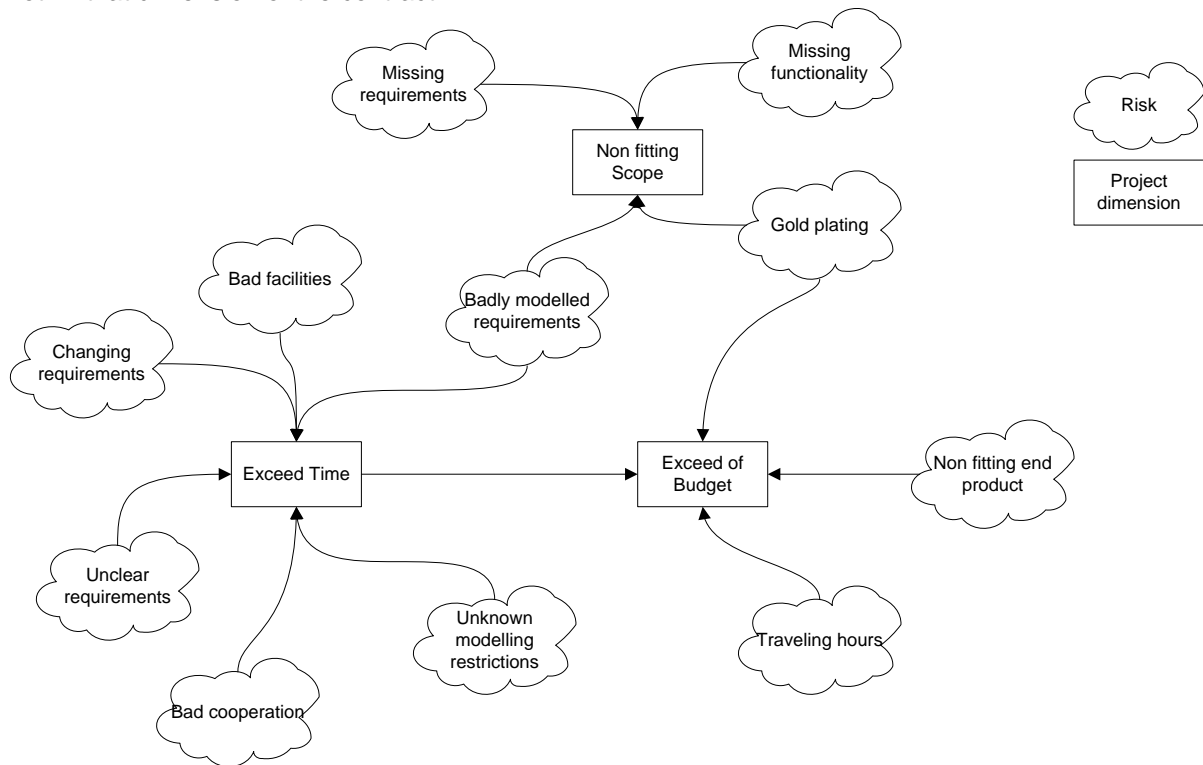 Missing
requirements
Missing
functionality
Risk
Non fitting
Scope
Project
dimension
Gold plating
Bad facilities
Badly modelled
requirements
Changing
requirements
Exceed Time
Exceed of
Budget
Non fitting end
product
Unclear
requirements
Unknown
modelling
restrictions
Traveling hours
Bad cooperation